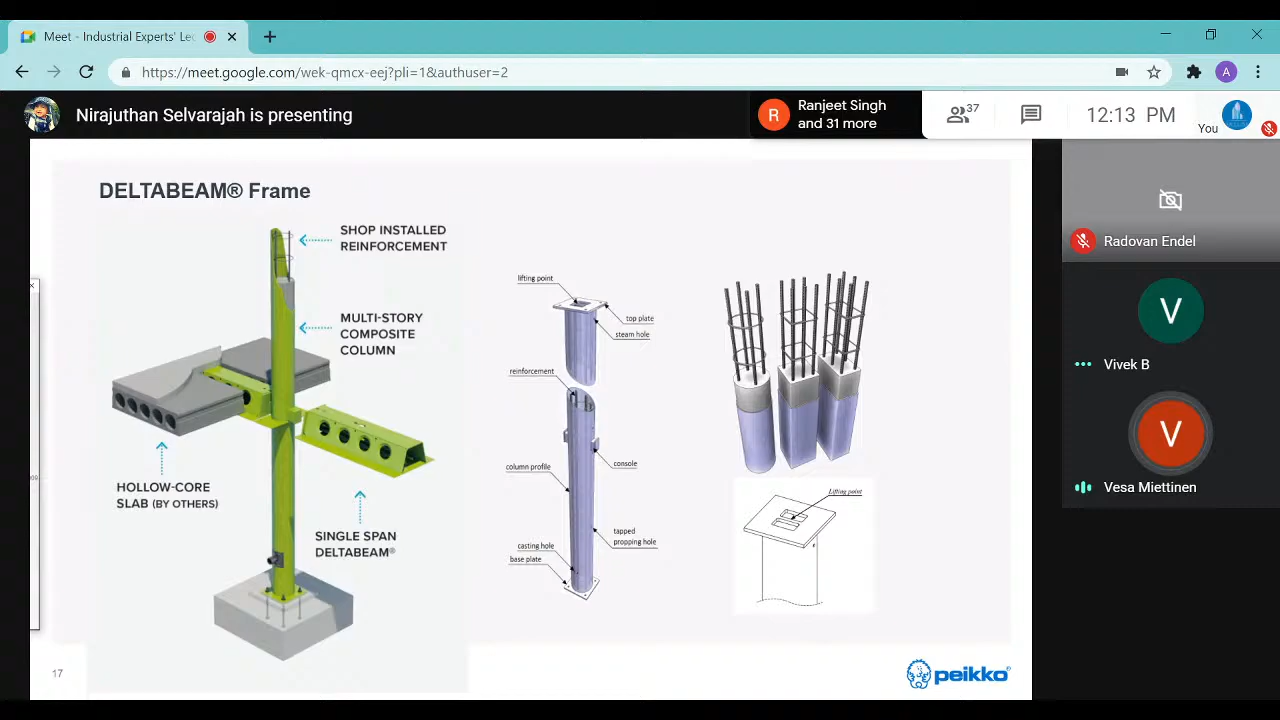 Meet - Industrial Experts' Lec
https://meet.google.com/wek-qmcx-eej?pli=1&authuser=2
A
Nirajuthan Selvarajah is presenting
R
Ranjeet Singh
and 31 more
37
12:13 PM
You
DELTABEAM® Frame
SHOP INSTALLED
REINFORCEMENT
MULTI-STORY
COMPOSITE
COLUMN
HOLLOW-CORE
SLAB (BY OTHERS)
SINGLE SPAN
DELTABEAM®
lifting point
top plate
steam hole
reinforcement
console
column profile
tapped
propping hole
casting hole
base plate
Lifting point
17
peikko®
Radovan Endel
V
Vivek B
V
Vesa Miettinen